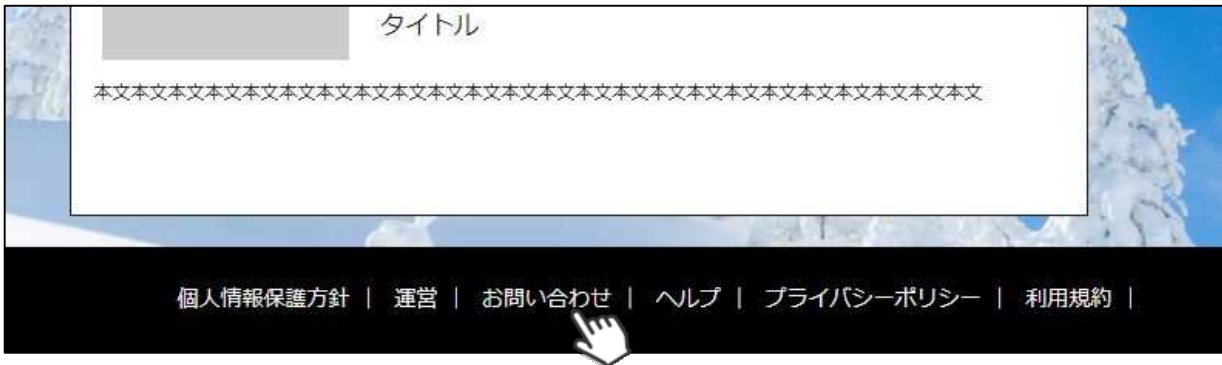 タイトル
本文本文本文本文本文本文本文本文本文本文本文本文本文本文本文本文本文本文本文本文本文本文本文本文
個人情報保護方針 | 運営 | お問い合わせ | ヘルプ | プライバシーポリシー | 利用規約 |